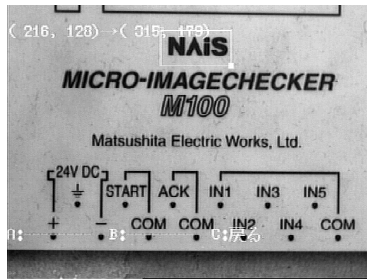 ( 216, 128)→( 315, 179)
NAiS
MICRO-IMAGECHECKER
M100
Matsushita Electric Works, Ltd.
24V DC START ACK IN1 IN3 IN5
+ − COM COM IN2 IN4 COM
A: B: C:戻る